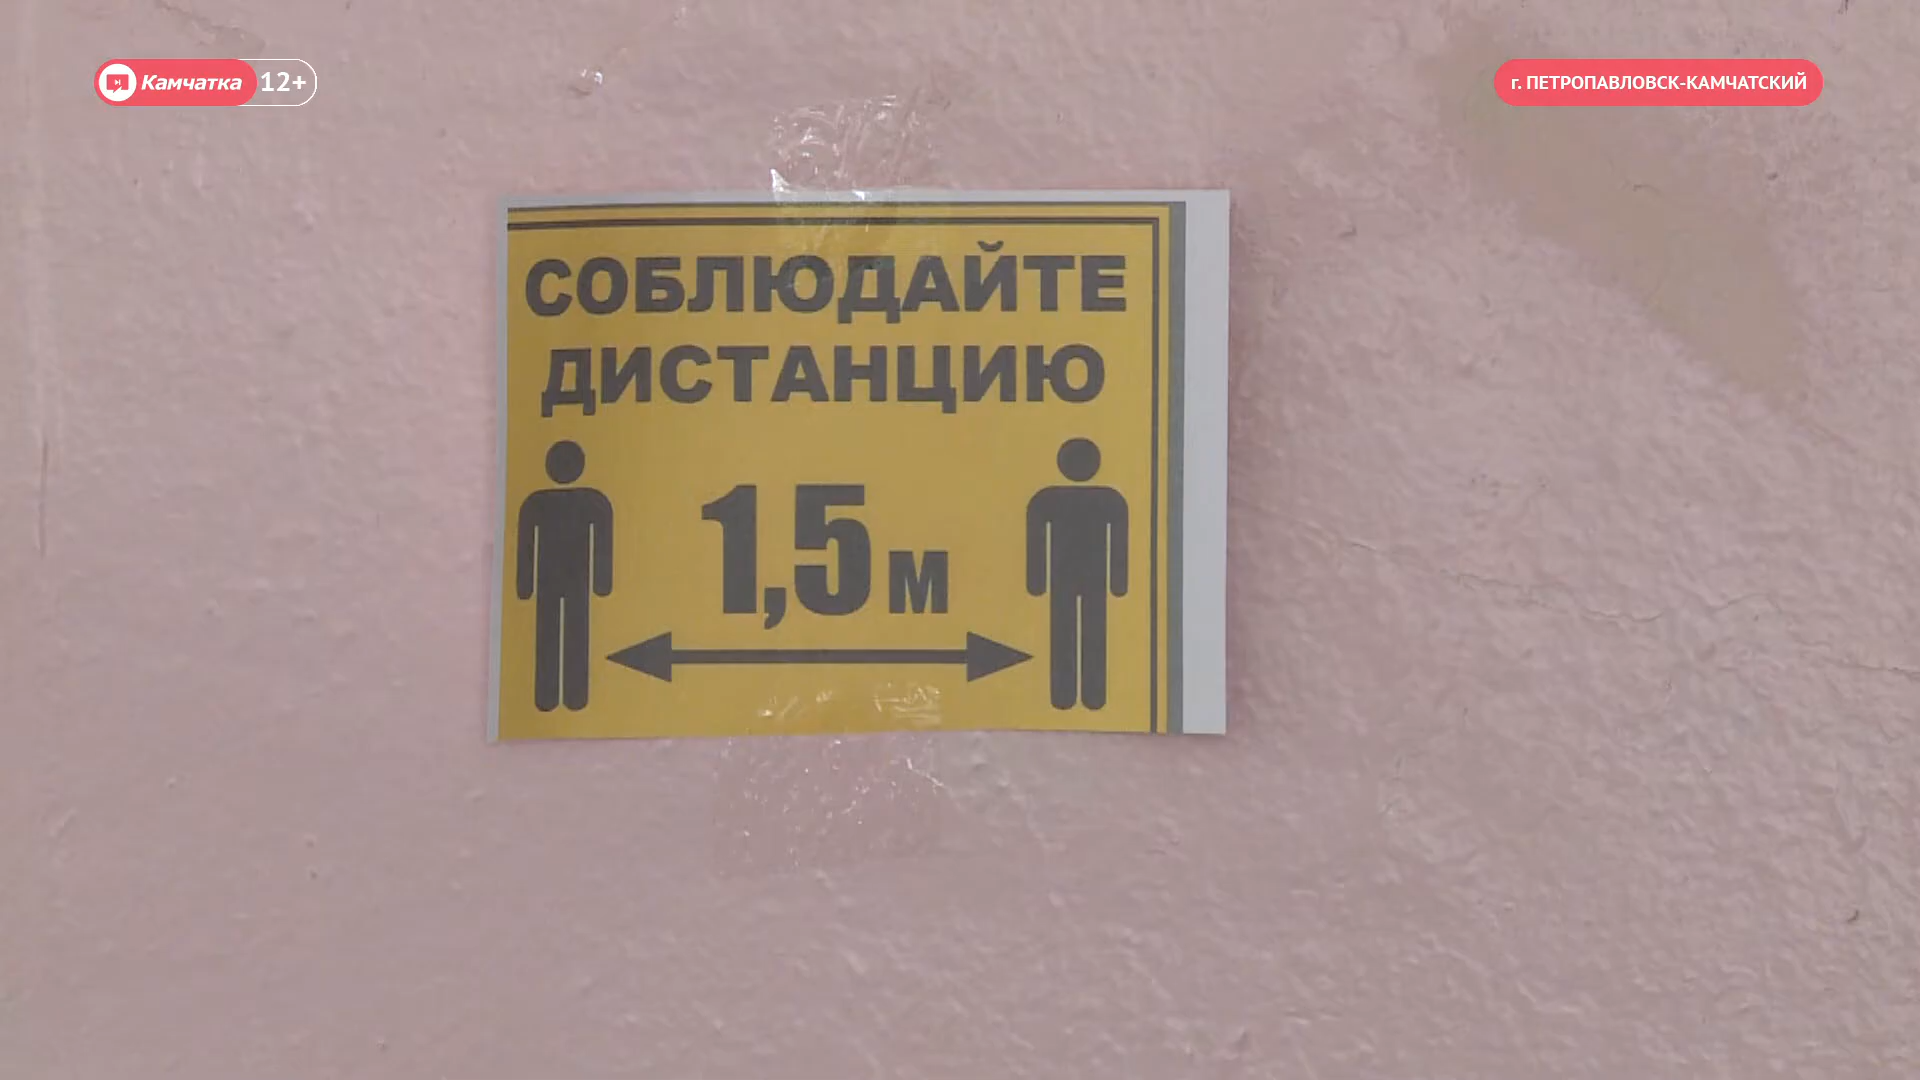 Камчатка 12+
г. ПЕТРОПАВЛОВСК-КАМЧАТСКИЙ
СОБЛЮДАЙТЕ
ДИСТАНЦИЮ
1,5 м